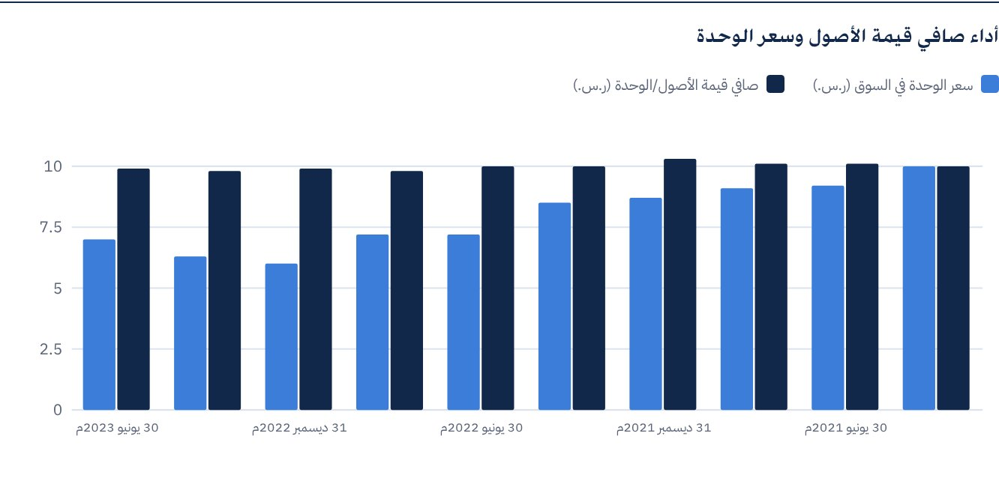 أداء صافي قيمة الأصول وسعر الوحدة
سعر الوحدة في السوق (ر.س.)
صافي قيمة الأصول/الوحدة (ر.س.)
10
7.5
5
2.5
0
30 يونيو 2021م
31 ديسمبر 2021م
30 يونيو 2022م
31 ديسمبر 2022م
30 يونيو 2023م